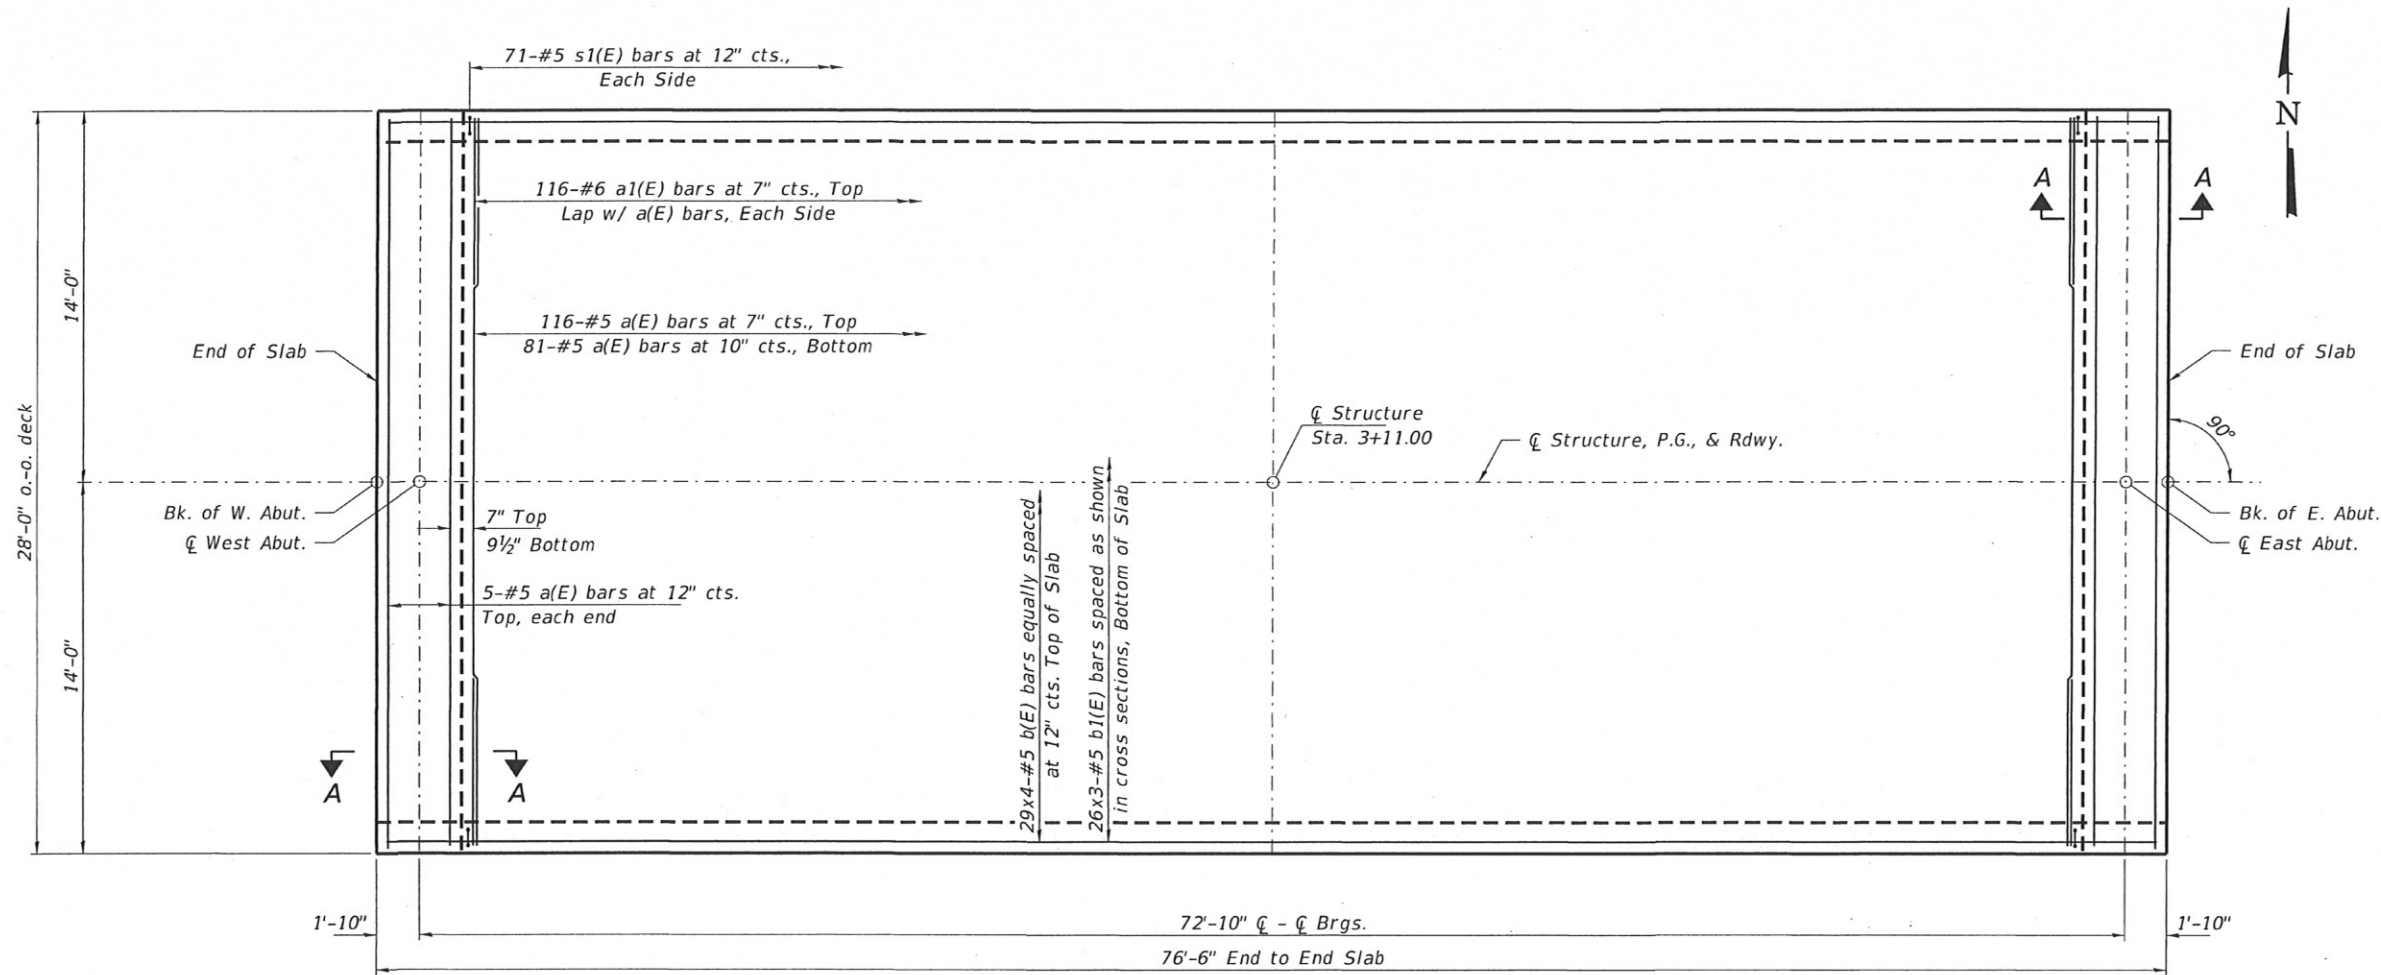 71-#5 s1(E) bars at 12" cts.,
Each Side
N
116-#6 a1(E) bars at 7" cts., Top
Lap w/ a(E) bars, Each Side
A
A
14'-0"
116-#5 a(E) bars at 7" cts., Top
81-#5 a(E) bars at 10" cts., Bottom
End of Slab
End of Slab
28'-0" o.-o. deck
℄ Structure
Sta. 3+11.00
℄ Structure, P.G., & Rdwy.
90°
Bk. of W. Abut.
℄ West Abut.
7" Top
9½" Bottom
Bk. of E. Abut.
℄ East Abut.
5-#5 a(E) bars at 12" cts.
Top, each end
29x4-#5 b(E) bars equally spaced
at 12" cts. Top of Slab
26x3-#5 b1(E) bars spaced as shown
in cross sections, Bottom of Slab
14'-0"
A
A
1'-10"
72'-10" ℄ - ℄ Brgs.
1'-10"
76'-6" End to End Slab